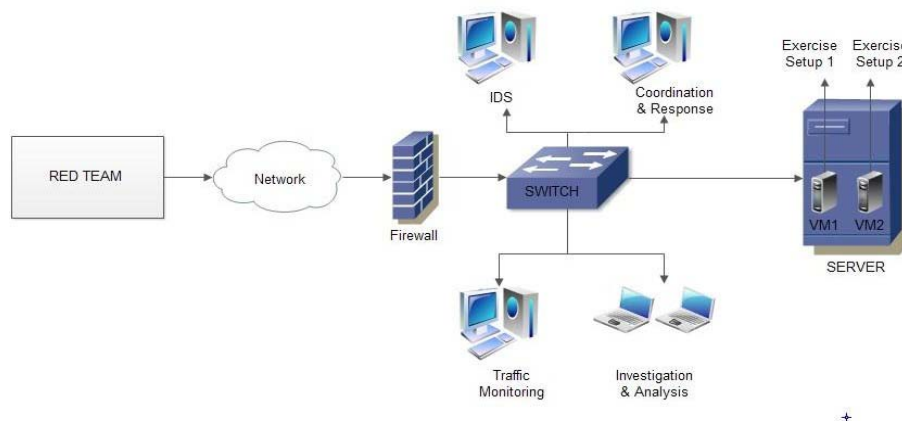 Exercise Setup 1
Exercise Setup 2
IDS
Coordination
& Response
RED TEAM
Network
Firewall
SWITCH
VM1
VM2
SERVER
Traffic
Monitoring
Investigation
& Analysis